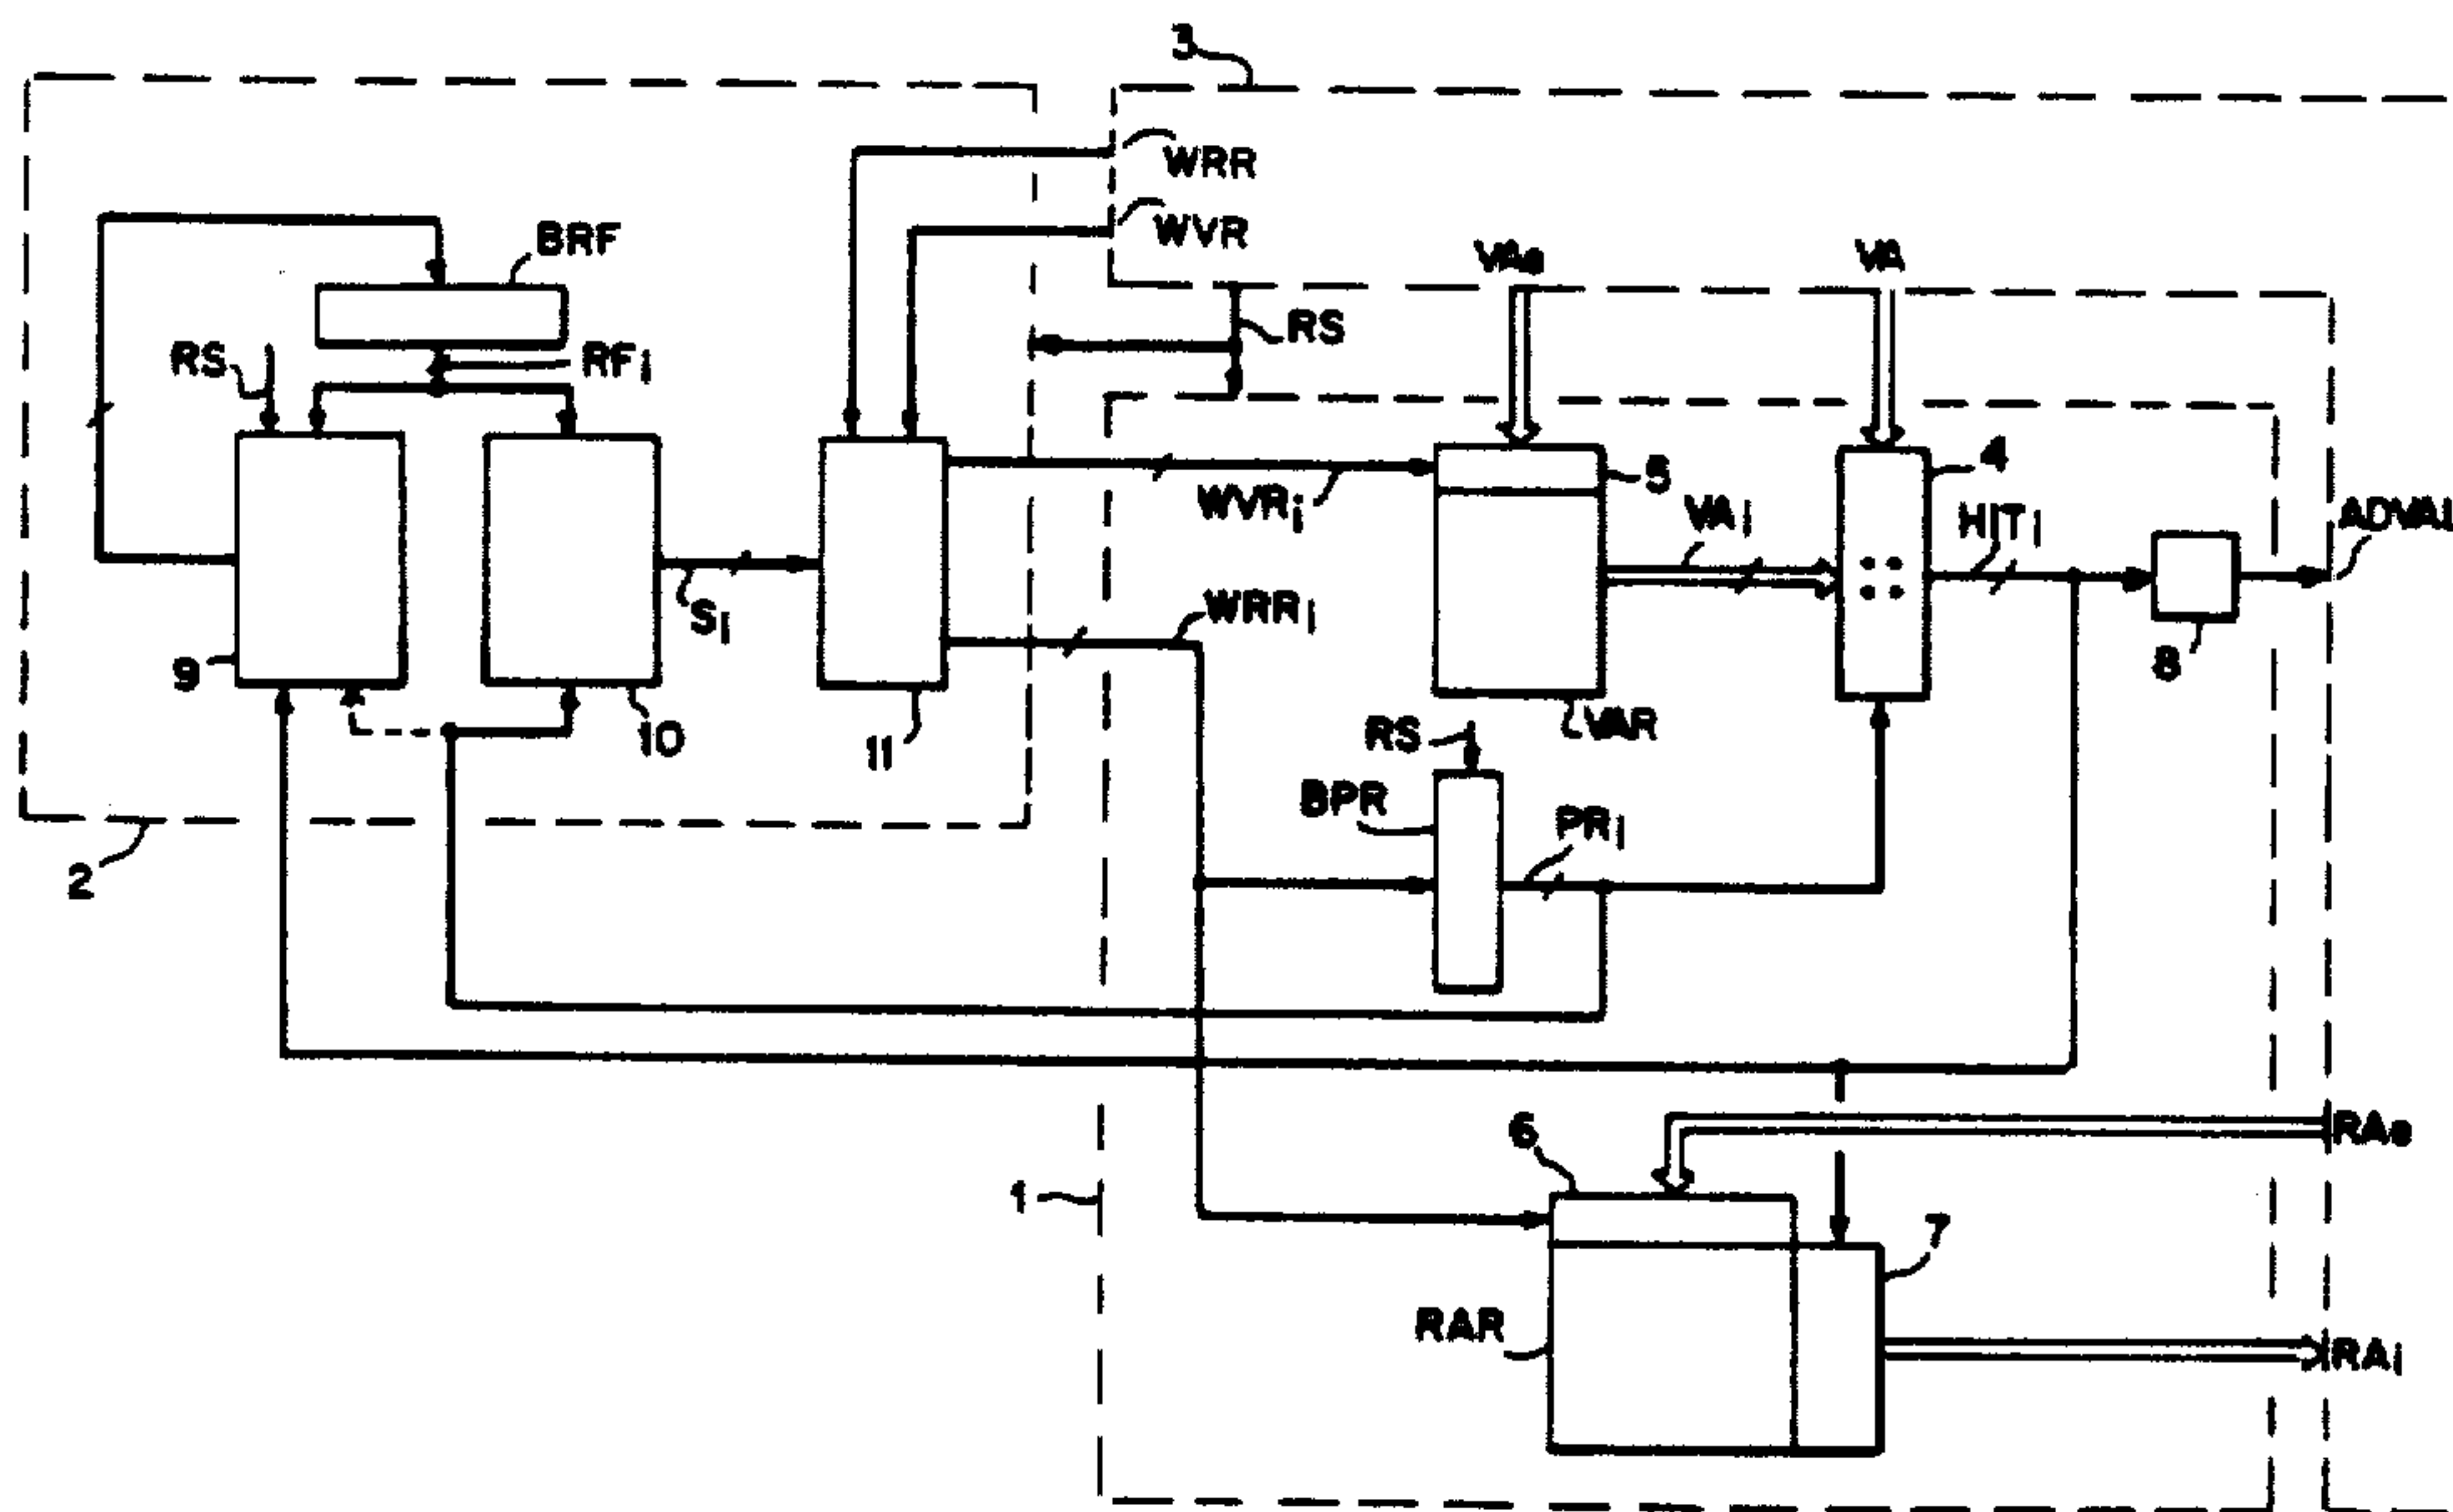 3
WRR
WVR
BRF
VAe
VA
RS
RS
RFi
4
5
WVRi
VAi
HITi
ADVAL
WRRi
Si
8
9
10
11
VAR
RS
BPR
PRi
2
6
RAe
1
7
RAR
RAi